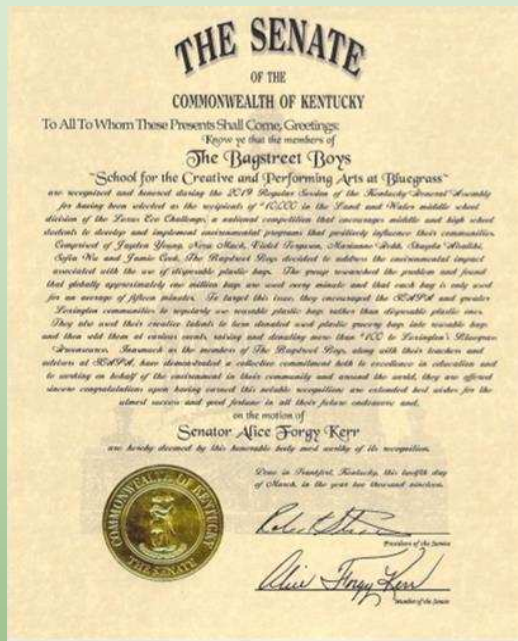 THE SENATE
OF THE
COMMONWEALTH OF KENTUCKY
To All To Whom These Presents Shall Come, Greetings:
Know ye that the members of
The Bagstreet Boys
~School for the Creative and Performing Arts at Bluegrass~
are recognized and honored during the 2019 Regular Session of the Kentucky General Assembly
for having been selected as the recipients of $10,000 in the Land and Water middle school
division of the Lexus Eco Challenge, a national competition that encourages middle and high school
students to develop and implement environmental programs that positively influence their communities.
Comprised of Jayden Young, Mack, Violet Marianne
Sofia Wu and Jamie Cook, The Bagstreet Boys decided to address the environmental impact
associated with the use of disposable plastic bags. The group researched the problem and found
that globally approximately one million bags are used every minute and that each bag is only used
for an average of fifteen minutes. To target this issue, they encouraged the SCAPA and greater
Lexington communities to regularly use reusable plastic bags rather than disposable plastic ones.
They also used their creative talents to turn donated used plastic grocery bags into reusable bags
and then sold them at various events, raising and donating more than $100 to Lexington's Bluegrass
Greensource. Inasmuch as the members of The Bagstreet Boys, along with their teachers and
advisors at SCAPA, have demonstrated a collective commitment both to excellence in education and
to working on behalf of the environment in their community and around the world, they are offered
sincere congratulations upon having earned this notable recognition, are extended best wishes for the
utmost success and good fortune in all their future endeavors and,
on the motion of
Senator Alice Forgy Kerr
are hereby deemed by this honorable body most worthy of its recognition.
Done in Frankfort, Kentucky, this twelfth day
of March, in the year two thousand nineteen.
COMMONWEALTH OF KENTUCKY
THE SENATE
President of the Senate
Alice Forgy Kerr
Member of the Senate